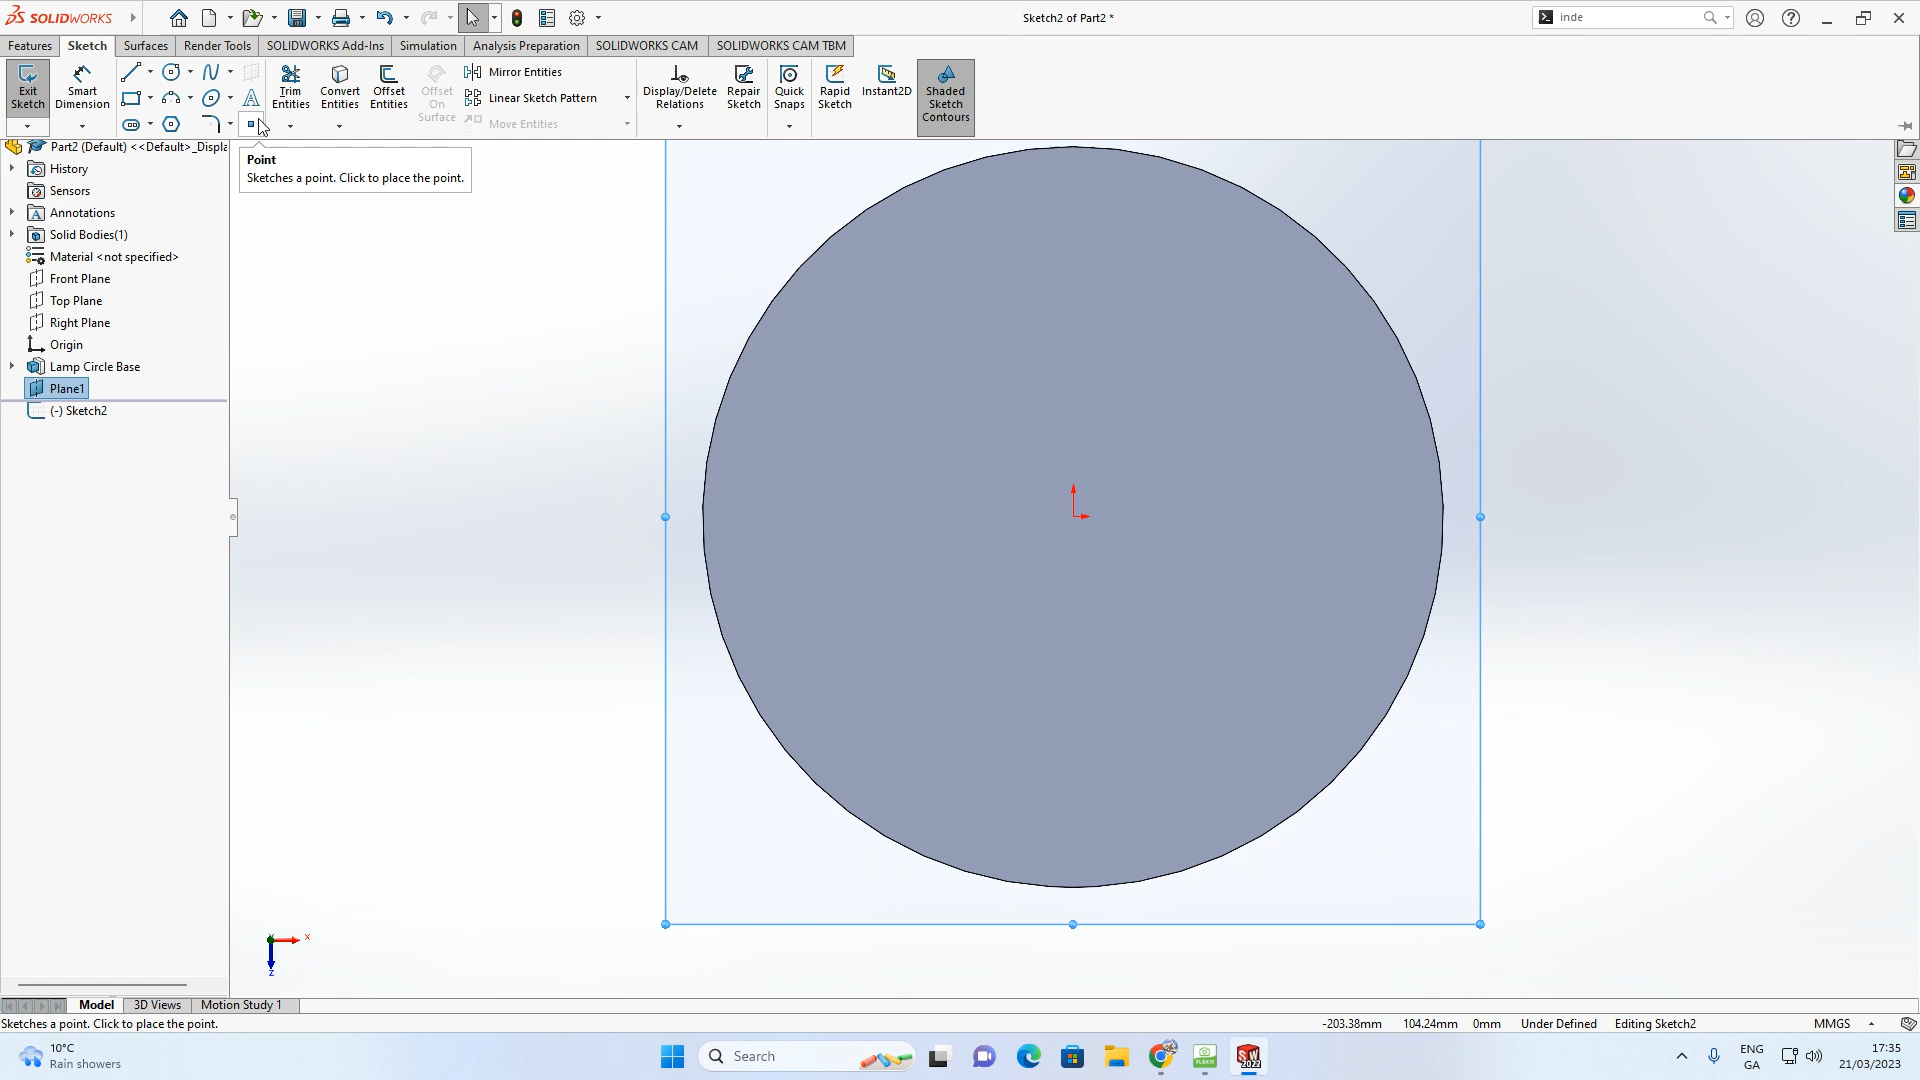 SOLIDWORKS
Sketch2 of Part2 *
inde
Features Sketch Surfaces Render Tools SOLIDWORKS Add-Ins Simulation Analysis Preparation SOLIDWORKS CAM SOLIDWORKS CAM TBM
Exit Sketch
Smart Dimension
Trim Entities
Convert Entities
Offset Entities
Offset On Surface
Mirror Entities
Linear Sketch Pattern
Move Entities
Display/Delete Relations
Repair Sketch
Quick Snaps
Rapid Sketch
Instant2D
Shaded Sketch Contours
Part2 (Default) <<Default>_Displa
History
Sensors
Annotations
Solid Bodies(1)
Material <not specified>
Front Plane
Top Plane
Right Plane
Origin
Lamp Circle Base
Plane1
(-) Sketch2
Point
Sketches a point. Click to place the point.
x
z
Model 3D Views Motion Study 1
Sketches a point. Click to place the point.
-203.38mm 104.24mm 0mm Under Defined Editing Sketch2 MMGS
10°C
Rain showers
Search
ENG
GA
17:35
21/03/2023